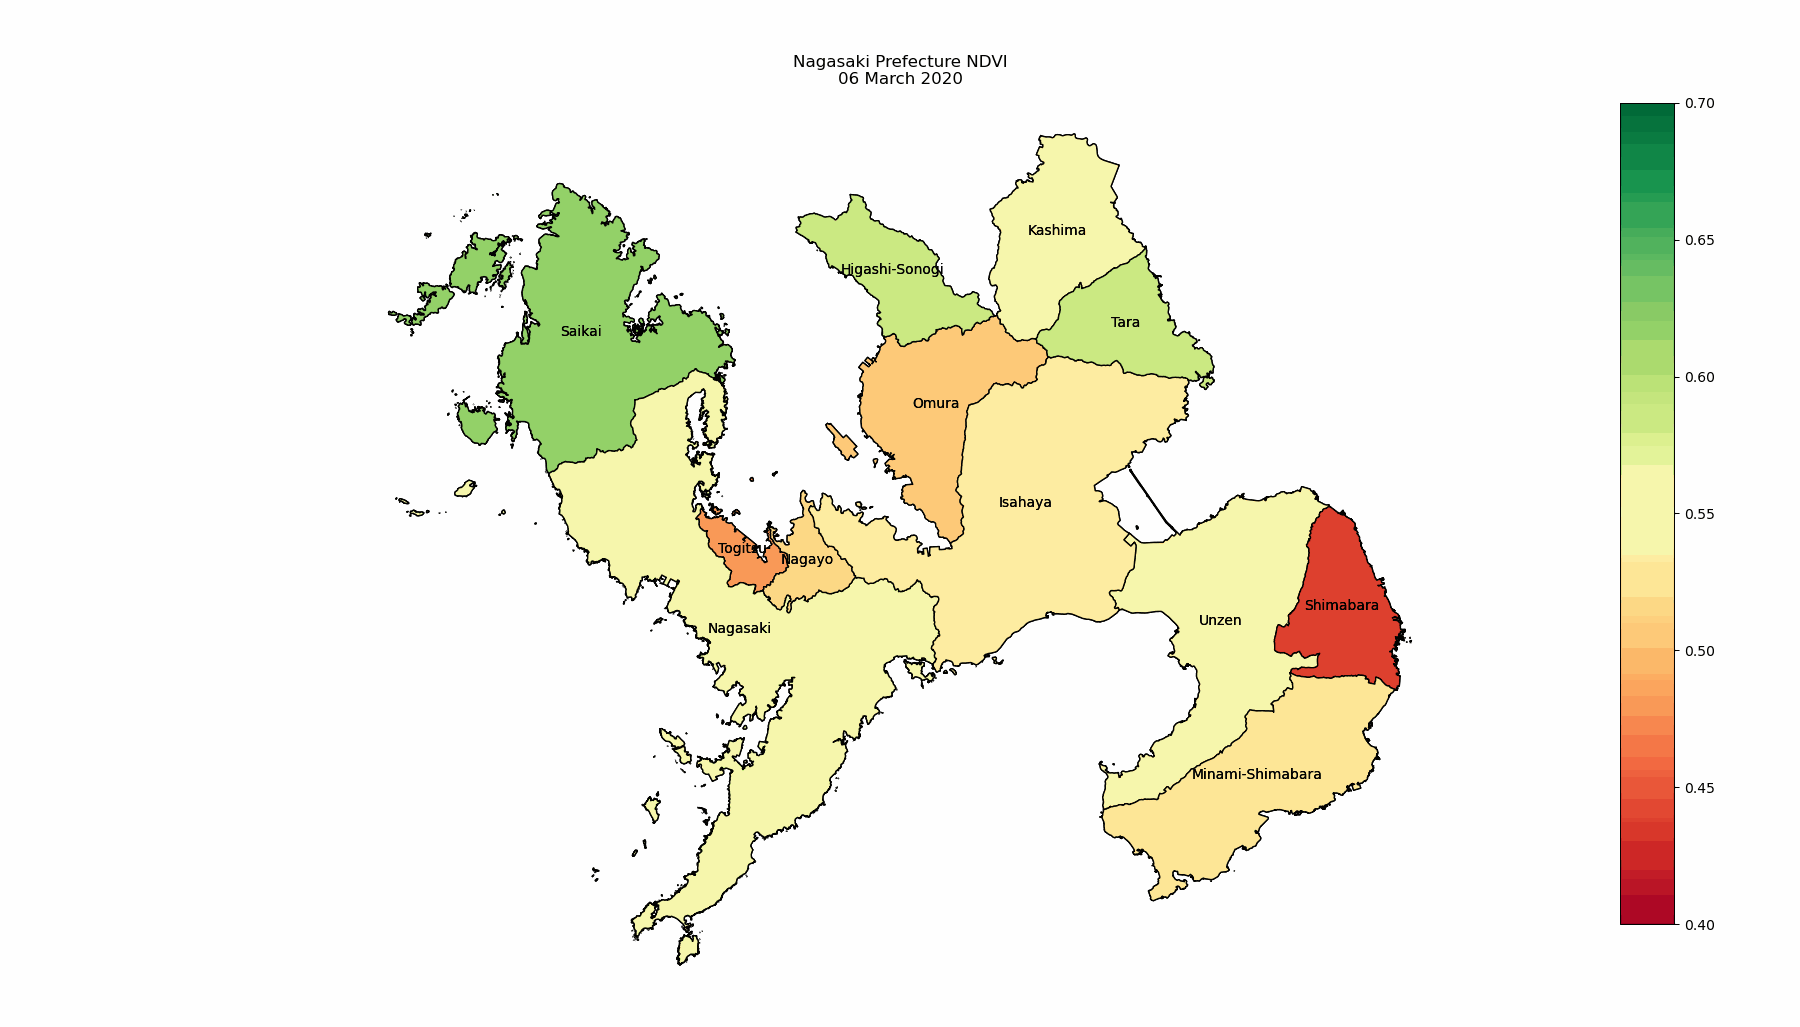 Nagasaki Prefecture NDVI
06 March 2020
0.70
Kashima
0.65
Higashi-Sonogi
Tara
Saikai
0.60
Omura
Isahaya
0.55
Togitsu
Nagayo
Shimabara
Unzen
Nagasaki
0.50
Minami-Shimabara
0.45
0.40